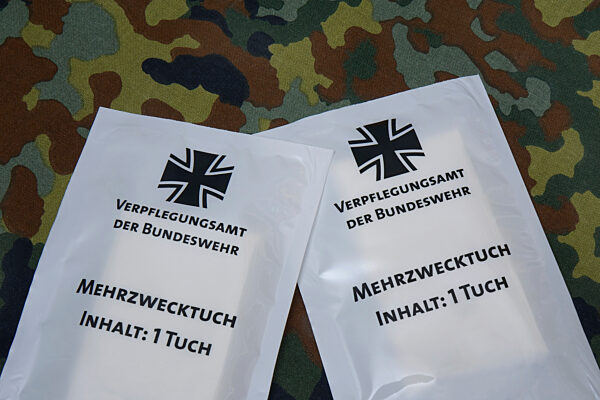 Verpflegungsamt
der Bundeswehr
Mehrzwecktuch
Inhalt: 1 Tuch
Verpflegungsamt
der Bundeswehr
Mehrzwecktuch
Inhalt: 1 Tuch